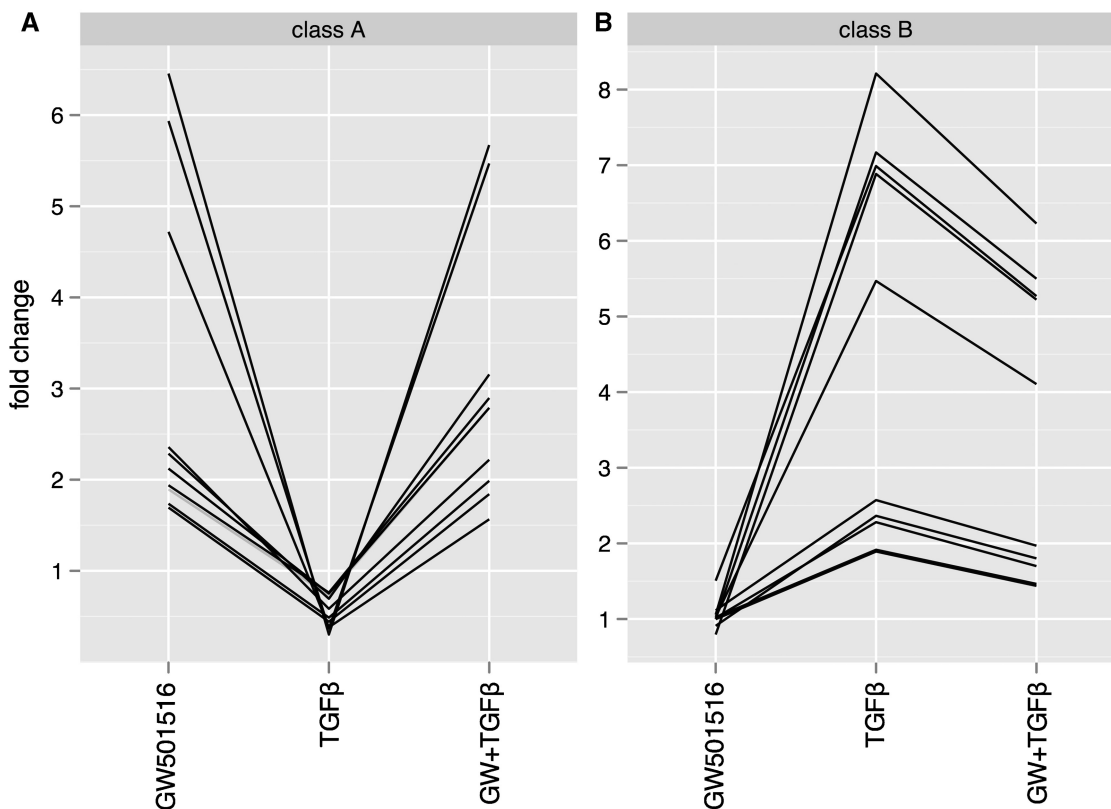 A
class A
fold change
6
5
4
3
2
1
GW501516
TGFβ
GW+TGFβ
B
class B
8
7
6
5
4
3
2
1
GW501516
TGFβ
GW+TGFβ